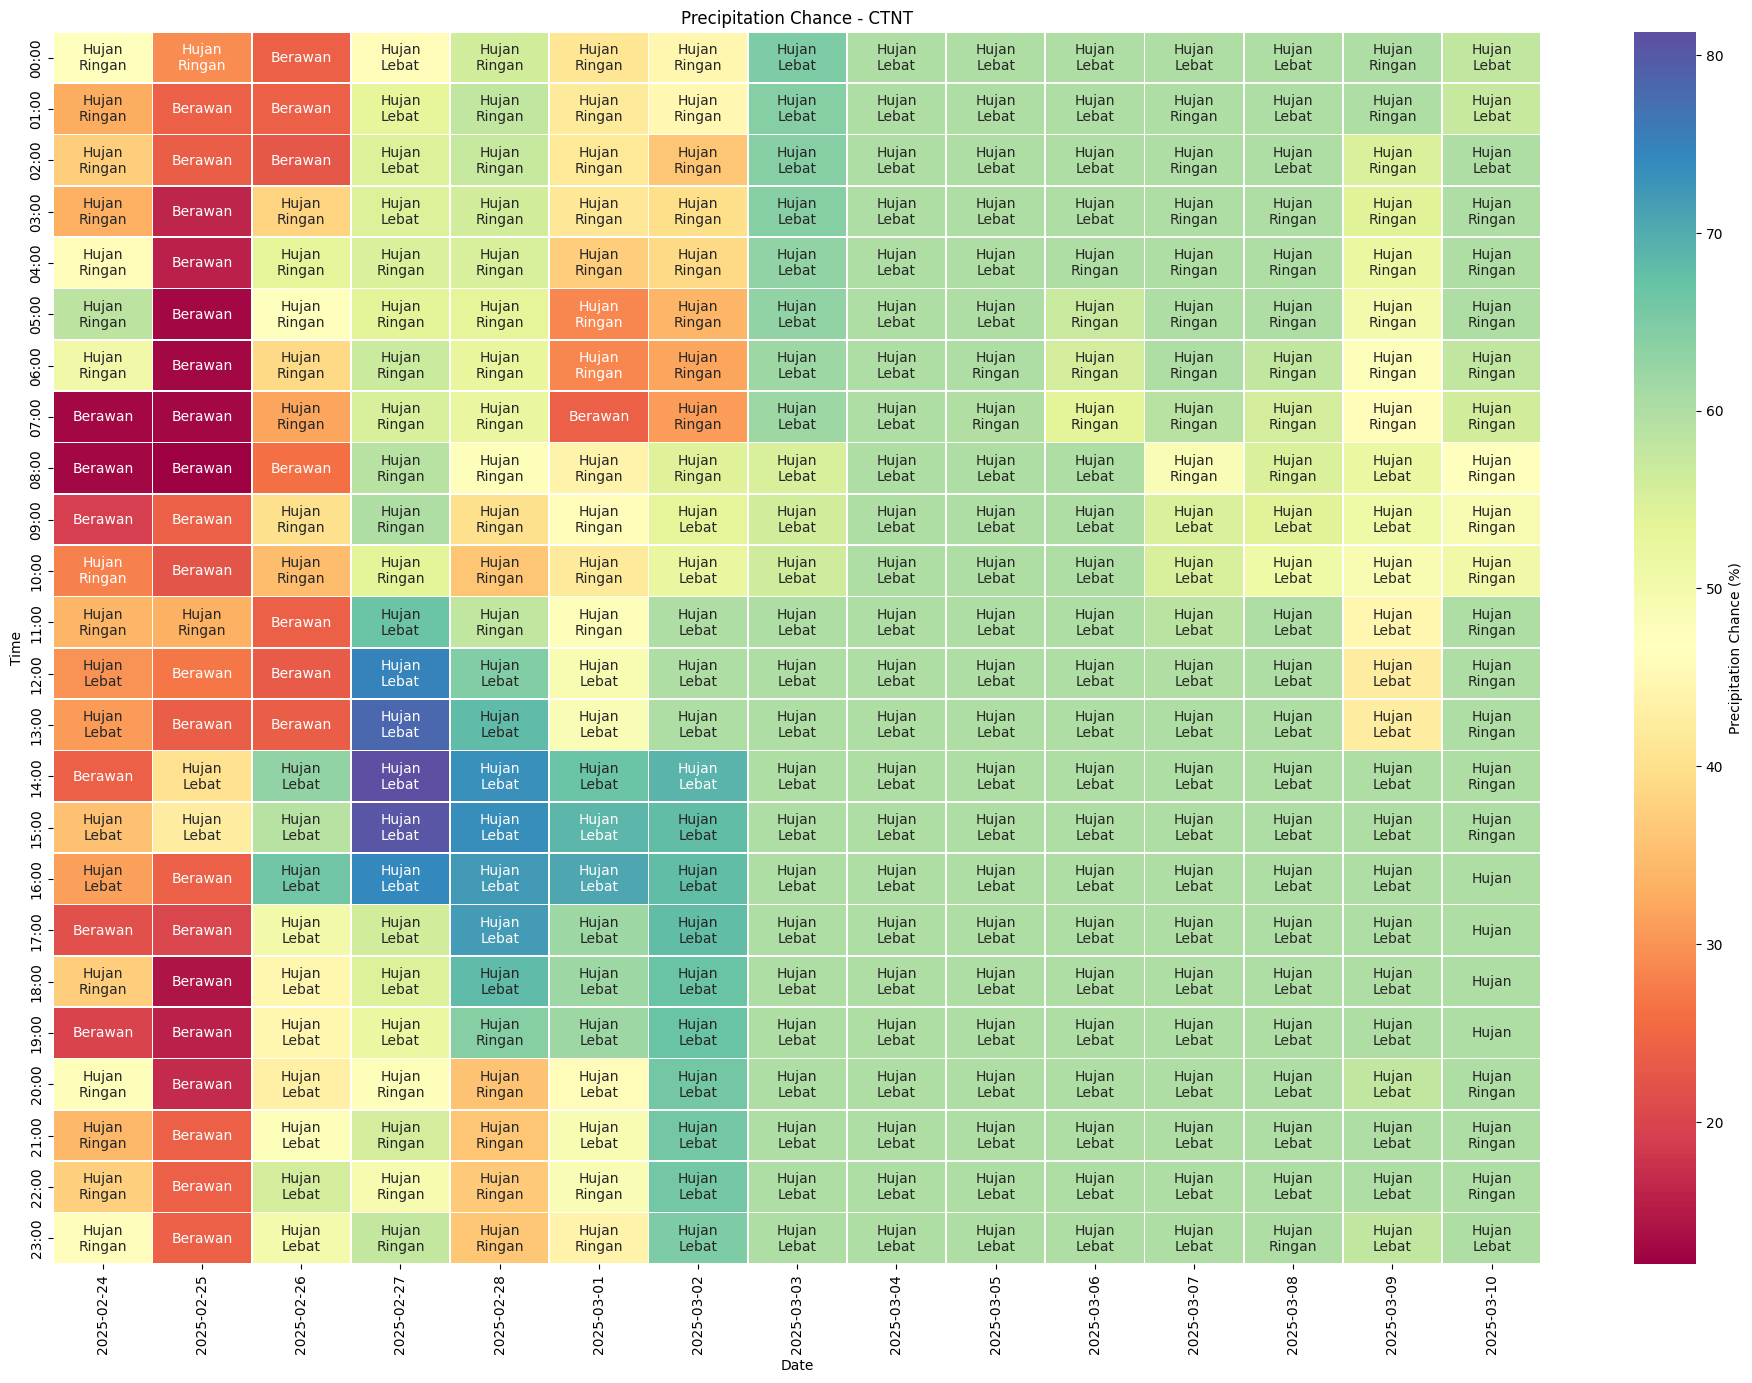 Precipitation Chance - CTNT
00:00 Hujan Ringan Hujan Ringan Berawan Hujan Lebat Hujan Ringan Hujan Ringan Hujan Ringan Hujan Lebat Hujan Lebat Hujan Lebat Hujan Lebat Hujan Lebat Hujan Lebat Hujan Ringan Hujan Lebat
01:00 Hujan Ringan Berawan Berawan Hujan Lebat Hujan Ringan Hujan Ringan Hujan Ringan Hujan Lebat Hujan Lebat Hujan Lebat Hujan Lebat Hujan Ringan Hujan Lebat Hujan Ringan Hujan Lebat
02:00 Hujan Ringan Berawan Berawan Hujan Lebat Hujan Ringan Hujan Ringan Hujan Ringan Hujan Lebat Hujan Lebat Hujan Lebat Hujan Lebat Hujan Ringan Hujan Lebat Hujan Ringan Hujan Lebat
03:00 Hujan Ringan Berawan Hujan Ringan Hujan Lebat Hujan Ringan Hujan Ringan Hujan Ringan Hujan Lebat Hujan Lebat Hujan Lebat Hujan Lebat Hujan Ringan Hujan Ringan Hujan Ringan Hujan Ringan
04:00 Hujan Ringan Berawan Hujan Ringan Hujan Ringan Hujan Ringan Hujan Ringan Hujan Ringan Hujan Lebat Hujan Lebat Hujan Lebat Hujan Ringan Hujan Ringan Hujan Ringan Hujan Ringan Hujan Ringan
05:00 Hujan Ringan Berawan Hujan Ringan Hujan Ringan Hujan Ringan Hujan Ringan Hujan Ringan Hujan Lebat Hujan Lebat Hujan Lebat Hujan Ringan Hujan Ringan Hujan Ringan Hujan Ringan Hujan Ringan
06:00 Hujan Ringan Berawan Hujan Ringan Hujan Ringan Hujan Ringan Hujan Ringan Hujan Ringan Hujan Lebat Hujan Lebat Hujan Ringan Hujan Ringan Hujan Ringan Hujan Ringan Hujan Ringan Hujan Ringan
07:00 Berawan Berawan Hujan Ringan Hujan Ringan Hujan Ringan Berawan Hujan Ringan Hujan Lebat Hujan Lebat Hujan Ringan Hujan Ringan Hujan Ringan Hujan Ringan Hujan Ringan Hujan Ringan
08:00 Berawan Berawan Berawan Hujan Ringan Hujan Ringan Hujan Ringan Hujan Ringan Hujan Lebat Hujan Lebat Hujan Lebat Hujan Lebat Hujan Ringan Hujan Ringan Hujan Lebat Hujan Ringan
09:00 Berawan Berawan Hujan Ringan Hujan Ringan Hujan Ringan Hujan Ringan Hujan Lebat Hujan Lebat Hujan Lebat Hujan Lebat Hujan Lebat Hujan Lebat Hujan Lebat Hujan Lebat Hujan Ringan
10:00 Hujan Ringan Berawan Hujan Ringan Hujan Ringan Hujan Ringan Hujan Ringan Hujan Lebat Hujan Lebat Hujan Lebat Hujan Lebat Hujan Lebat Hujan Lebat Hujan Lebat Hujan Lebat Hujan Ringan
11:00 Hujan Ringan Hujan Ringan Berawan Hujan Lebat Hujan Ringan Hujan Ringan Hujan Lebat Hujan Lebat Hujan Lebat Hujan Lebat Hujan Lebat Hujan Lebat Hujan Lebat Hujan Lebat Hujan Ringan
12:00 Hujan Lebat Berawan Berawan Hujan Lebat Hujan Lebat Hujan Lebat Hujan Lebat Hujan Lebat Hujan Lebat Hujan Lebat Hujan Lebat Hujan Lebat Hujan Lebat Hujan Lebat Hujan Ringan
13:00 Hujan Lebat Berawan Berawan Hujan Lebat Hujan Lebat Hujan Lebat Hujan Lebat Hujan Lebat Hujan Lebat Hujan Lebat Hujan Lebat Hujan Lebat Hujan Lebat Hujan Lebat Hujan Ringan
14:00 Berawan Hujan Lebat Hujan Lebat Hujan Lebat Hujan Lebat Hujan Lebat Hujan Lebat Hujan Lebat Hujan Lebat Hujan Lebat Hujan Lebat Hujan Lebat Hujan Lebat Hujan Lebat Hujan Ringan
15:00 Hujan Lebat Hujan Lebat Hujan Lebat Hujan Lebat Hujan Lebat Hujan Lebat Hujan Lebat Hujan Lebat Hujan Lebat Hujan Lebat Hujan Lebat Hujan Lebat Hujan Lebat Hujan Lebat Hujan Ringan
16:00 Hujan Lebat Berawan Hujan Lebat Hujan Lebat Hujan Lebat Hujan Lebat Hujan Lebat Hujan Lebat Hujan Lebat Hujan Lebat Hujan Lebat Hujan Lebat Hujan Lebat Hujan Lebat Hujan
17:00 Berawan Berawan Hujan Lebat Hujan Lebat Hujan Lebat Hujan Lebat Hujan Lebat Hujan Lebat Hujan Lebat Hujan Lebat Hujan Lebat Hujan Lebat Hujan Lebat Hujan Lebat Hujan
18:00 Hujan Ringan Berawan Hujan Lebat Hujan Lebat Hujan Lebat Hujan Lebat Hujan Lebat Hujan Lebat Hujan Lebat Hujan Lebat Hujan Lebat Hujan Lebat Hujan Lebat Hujan Lebat Hujan
19:00 Berawan Berawan Hujan Lebat Hujan Lebat Hujan Ringan Hujan Lebat Hujan Lebat Hujan Lebat Hujan Lebat Hujan Lebat Hujan Lebat Hujan Lebat Hujan Lebat Hujan Lebat Hujan
20:00 Hujan Ringan Berawan Hujan Lebat Hujan Ringan Hujan Ringan Hujan Lebat Hujan Lebat Hujan Lebat Hujan Lebat Hujan Lebat Hujan Lebat Hujan Lebat Hujan Lebat Hujan Lebat Hujan Ringan
21:00 Hujan Ringan Berawan Hujan Lebat Hujan Ringan Hujan Ringan Hujan Lebat Hujan Lebat Hujan Lebat Hujan Lebat Hujan Lebat Hujan Lebat Hujan Lebat Hujan Lebat Hujan Lebat Hujan Ringan
22:00 Hujan Ringan Berawan Hujan Lebat Hujan Ringan Hujan Ringan Hujan Ringan Hujan Lebat Hujan Lebat Hujan Lebat Hujan Lebat Hujan Lebat Hujan Lebat Hujan Lebat Hujan Lebat Hujan Ringan
23:00 Hujan Ringan Berawan Hujan Lebat Hujan Ringan Hujan Ringan Hujan Ringan Hujan Lebat Hujan Lebat Hujan Lebat Hujan Lebat Hujan Lebat Hujan Lebat Hujan Ringan Hujan Lebat Hujan Lebat
Time
2025-02-24 2025-02-25 2025-02-26 2025-02-27 2025-02-28 2025-03-01 2025-03-02 2025-03-03 2025-03-04 2025-03-05 2025-03-06 2025-03-07 2025-03-08 2025-03-09 2025-03-10
Date
80
70
60
50
40
30
20
Precipitation Chance (%)